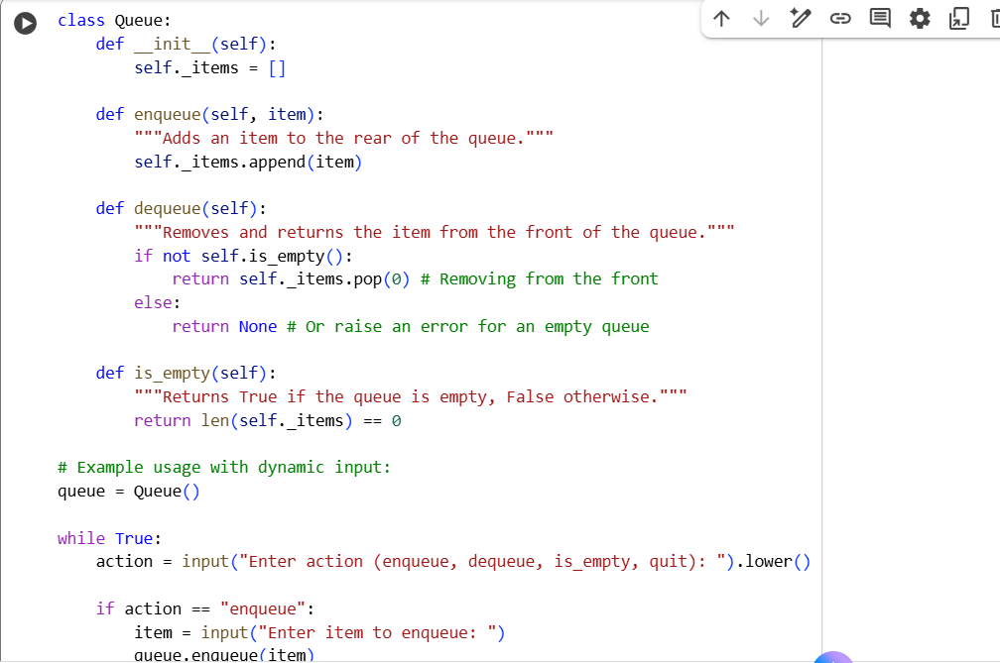 class Queue:
    def __init__(self):
        self._items = []

    def enqueue(self, item):
        """Adds an item to the rear of the queue."""
        self._items.append(item)

    def dequeue(self):
        """Removes and returns the item from the front of the queue."""
        if not self.is_empty():
            return self._items.pop(0) # Removing from the front
        else:
            return None # Or raise an error for an empty queue

    def is_empty(self):
        """Returns True if the queue is empty, False otherwise."""
        return len(self._items) == 0

# Example usage with dynamic input:
queue = Queue()

while True:
    action = input("Enter action (enqueue, dequeue, is_empty, quit): ").lower()

    if action == "enqueue":
        item = input("Enter item to enqueue: ")
        queue.enqueue(item)